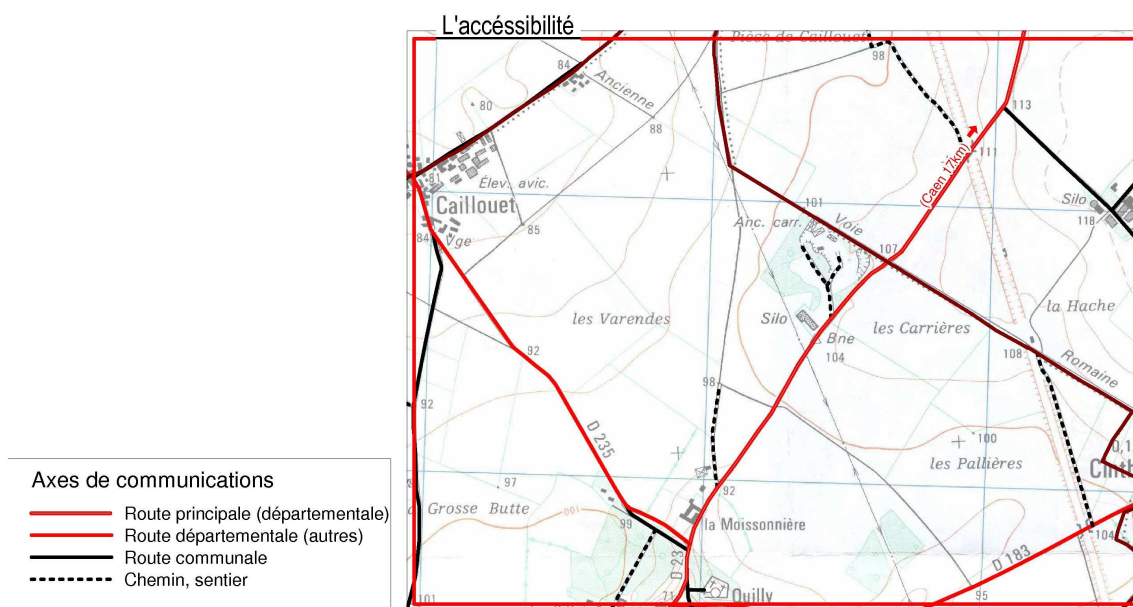 L'accéssibilité
Pièce de Caillouet
84
Ancienne
98
80
88
113
111
(Caen 17km)
81
Élev. avic.
Caillouet
101
Anc. carr.
Voie
Silo
118
84
Vge
85
107
les Varendes
Silo
les Carrières
la Hache
Bne
104
92
108
Romaine
98
92
D 235
100
les Pallières
97
Grosse Butte
100
99
92
la Moissonnière
104
D 183
D 23
Quilly
71
101
95
Axes de communications
Route principale (départementale)
Route départementale (autres)
Route communale
Chemin, sentier